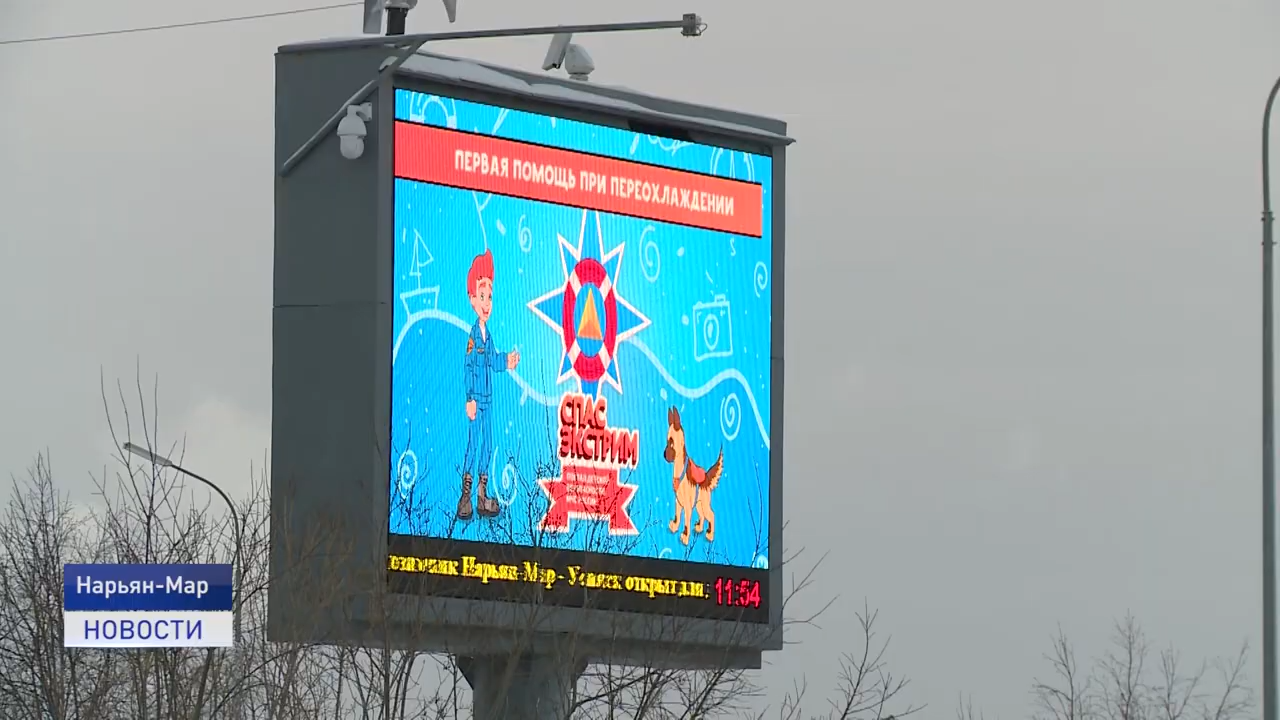 ПЕРВАЯ ПОМОЩЬ ПРИ ПЕРЕОХЛАЖДЕНИИ
СПАС
ЭКСТРИМ
Нарьян-Мар - Усинск открыт для
11:54
Нарьян-Мар
НОВОСТИ